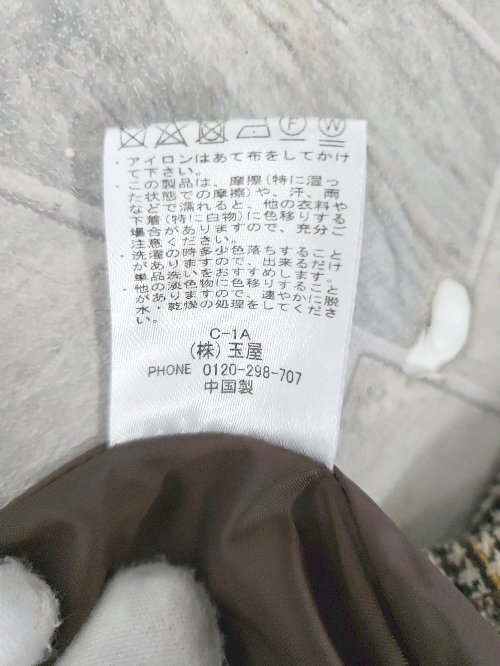 ・アイロンはあて布をしてかけ
て下さい。
・この製品は、摩擦(特に湿っ
た状態での摩擦)や、汗、雨
などで濡れると、他の衣料や
下着(特に白物)に色移りする
場合がありますので、充分ご
注意ください。
・洗濯の時多少色落ちすること
がありますので、出来るだけ
単品洗いをおすすめします。
・他の淡色物に色移りすること
がありますので、速やかに脱
水・乾燥の処理をしてくださ
い。
C-1A
(株)玉屋
PHONE 0120-298-707
中国製